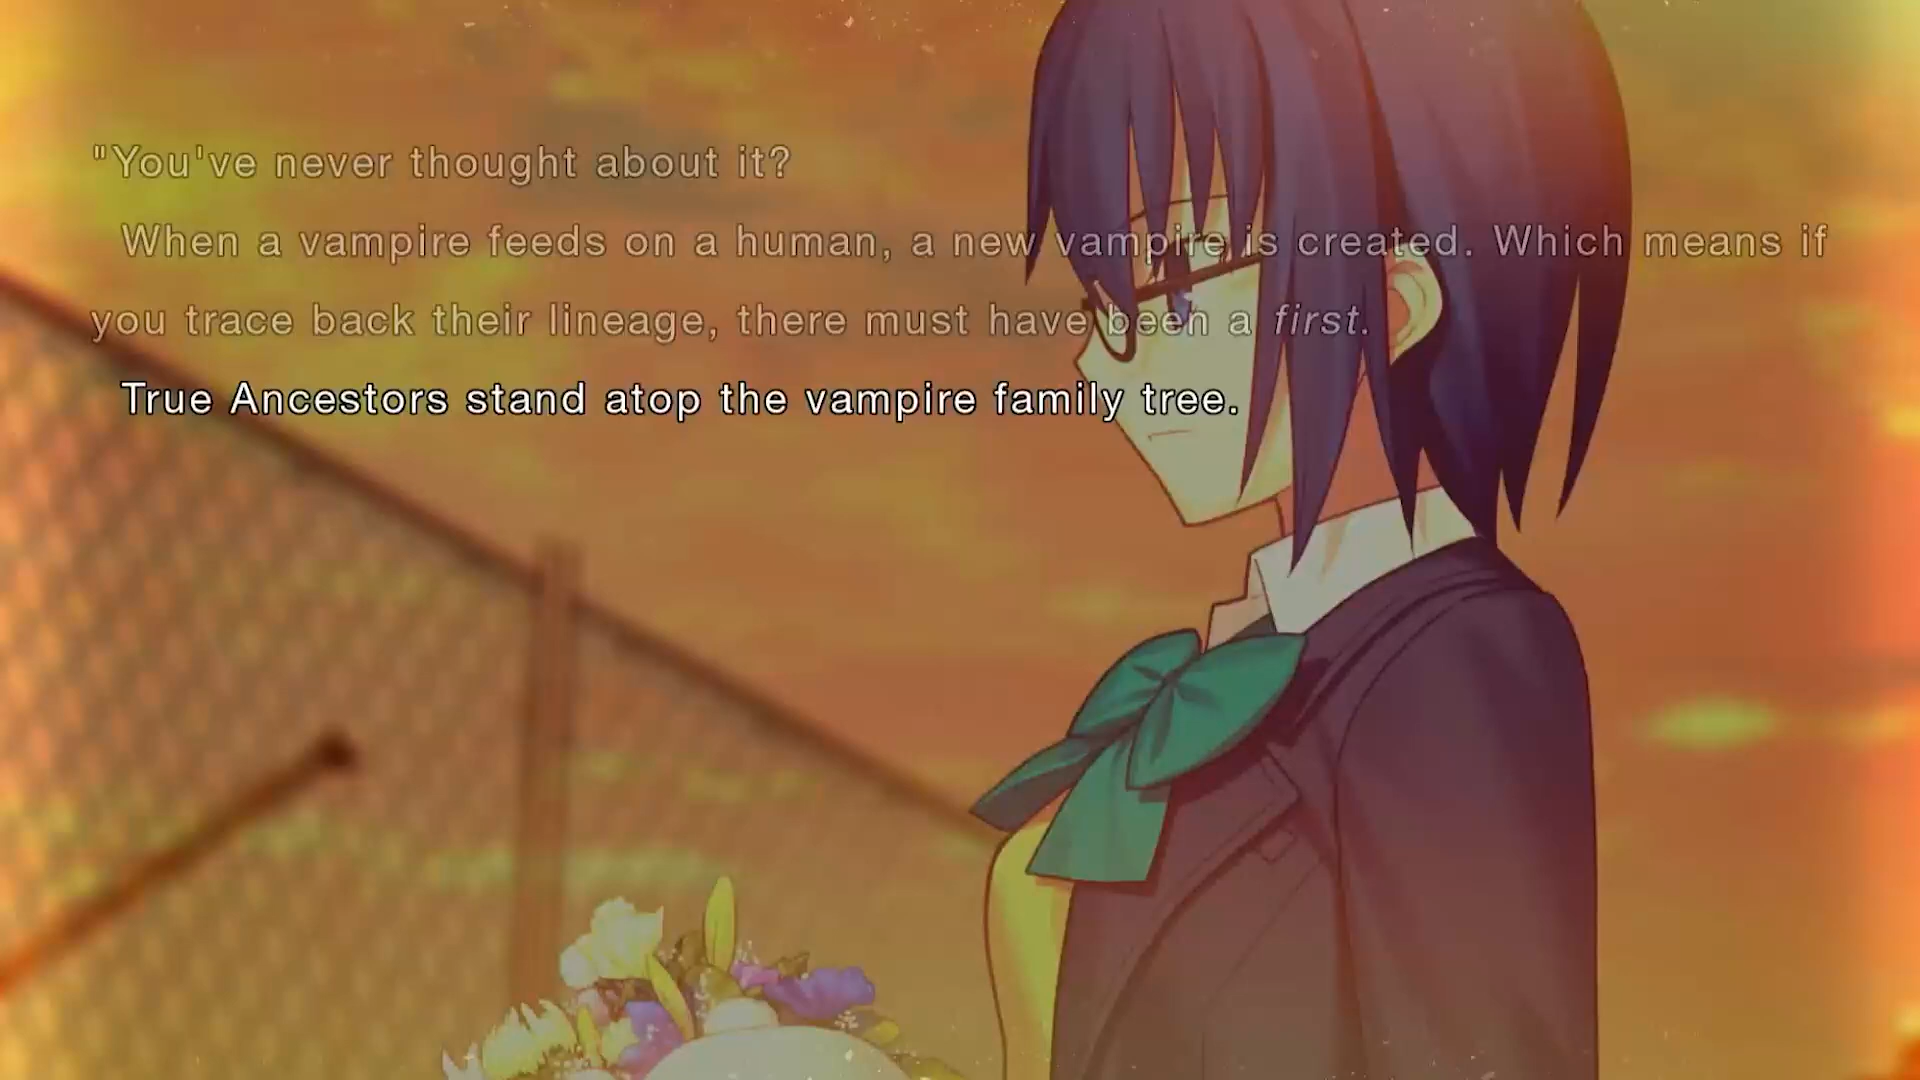 "You've never thought about it?
When a vampire feeds on a human, a new vampire is created. Which means if
you trace back their lineage, there must have been a first.
True Ancestors stand atop the vampire family tree.